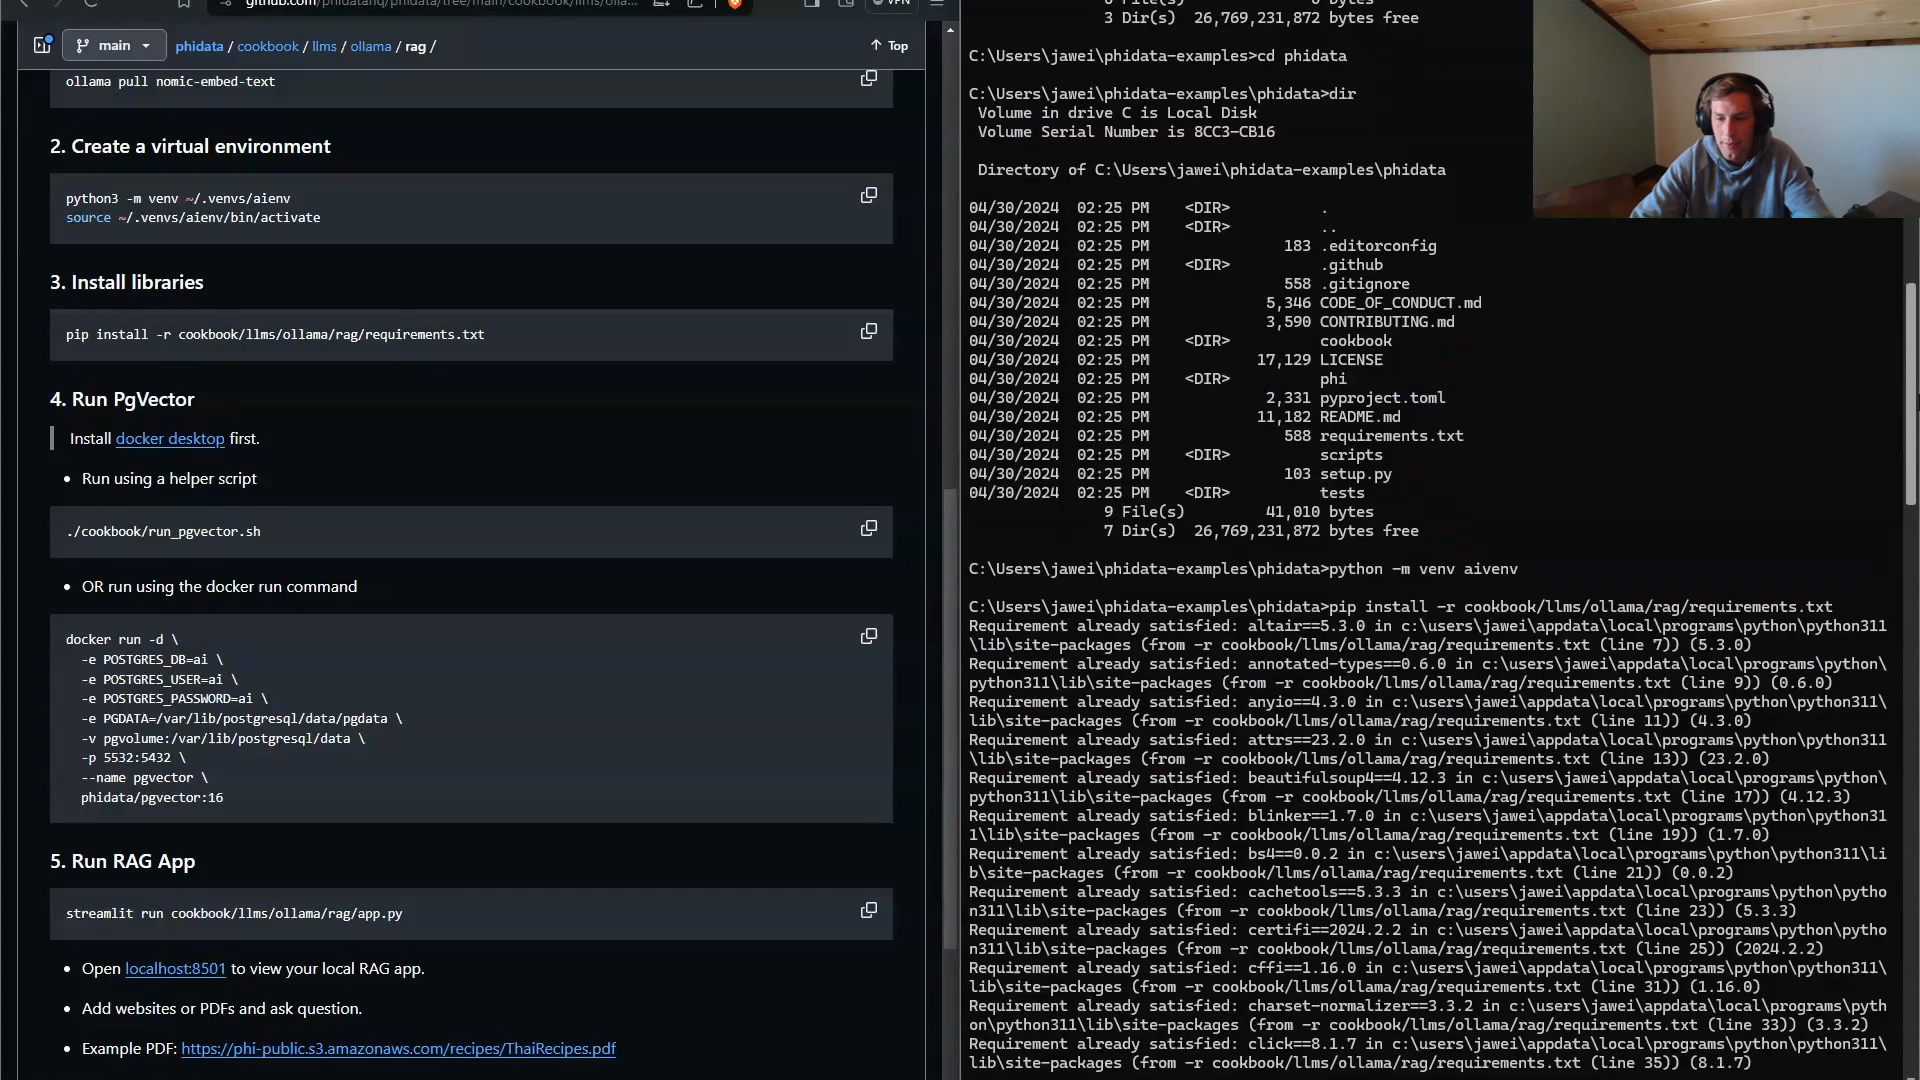 github.com/phidatahq/phidata/tree/main/cookbook/llms/olla...
VPN
main
phidata / cookbook / llms / ollama / rag /
Top
ollama pull nomic-embed-text
2. Create a virtual environment
python3 -m venv ~/.venvs/aienv
source ~/.venvs/aienv/bin/activate
3. Install libraries
pip install -r cookbook/llms/ollama/rag/requirements.txt
4. Run PgVector
Install docker desktop first.
• Run using a helper script
./cookbook/run_pgvector.sh
• OR run using the docker run command
docker run -d \
-e POSTGRES_DB=ai \
-e POSTGRES_USER=ai \
-e POSTGRES_PASSWORD=ai \
-e PGDATA=/var/lib/postgresql/data/pgdata \
-v pgvolume:/var/lib/postgresql/data \
-p 5532:5432 \
--name pgvector \
phidata/pgvector:16
5. Run RAG App
streamlit run cookbook/llms/ollama/rag/app.py
• Open localhost:8501 to view your local RAG app.
• Add websites or PDFs and ask question.
• Example PDF: https://phi-public.s3.amazonaws.com/recipes/ThaiRecipes.pdf
3 Dir(s) 26,769,231,872 bytes free
C:\Users\jawei\phidata-examples>cd phidata
C:\Users\jawei\phidata-examples\phidata>dir
Volume in drive C is Local Disk
Volume Serial Number is 8CC3-CB16
Directory of C:\Users\jawei\phidata-examples\phidata
04/30/2024 02:25 PM <DIR> .
04/30/2024 02:25 PM <DIR> ..
04/30/2024 02:25 PM 183 .editorconfig
04/30/2024 02:25 PM <DIR> .github
04/30/2024 02:25 PM 558 .gitignore
04/30/2024 02:25 PM 5,346 CODE_OF_CONDUCT.md
04/30/2024 02:25 PM 3,590 CONTRIBUTING.md
04/30/2024 02:25 PM <DIR> cookbook
04/30/2024 02:25 PM 17,129 LICENSE
04/30/2024 02:25 PM <DIR> phi
04/30/2024 02:25 PM 2,331 pyproject.toml
04/30/2024 02:25 PM 11,182 README.md
04/30/2024 02:25 PM 588 requirements.txt
04/30/2024 02:25 PM <DIR> scripts
04/30/2024 02:25 PM 103 setup.py
04/30/2024 02:25 PM <DIR> tests
9 File(s) 41,010 bytes
7 Dir(s) 26,769,231,872 bytes free
C:\Users\jawei\phidata-examples\phidata>python -m venv aivenv
C:\Users\jawei\phidata-examples\phidata>pip install -r cookbook/llms/ollama/rag/requirements.txt
Requirement already satisfied: altair==5.3.0 in c:\users\jawei\appdata\local\programs\python\python311
\lib\site-packages (from -r cookbook/llms/ollama/rag/requirements.txt (line 7)) (5.3.0)
Requirement already satisfied: annotated-types==0.6.0 in c:\users\jawei\appdata\local\programs\python\
python311\lib\site-packages (from -r cookbook/llms/ollama/rag/requirements.txt (line 9)) (0.6.0)
Requirement already satisfied: anyio==4.3.0 in c:\users\jawei\appdata\local\programs\python\python311\
lib\site-packages (from -r cookbook/llms/ollama/rag/requirements.txt (line 11)) (4.3.0)
Requirement already satisfied: attrs==23.2.0 in c:\users\jawei\appdata\local\programs\python\python311
\lib\site-packages (from -r cookbook/llms/ollama/rag/requirements.txt (line 13)) (23.2.0)
Requirement already satisfied: beautifulsoup4==4.12.3 in c:\users\jawei\appdata\local\programs\python\
python311\lib\site-packages (from -r cookbook/llms/ollama/rag/requirements.txt (line 17)) (4.12.3)
Requirement already satisfied: blinker==1.7.0 in c:\users\jawei\appdata\local\programs\python\python31
1\lib\site-packages (from -r cookbook/llms/ollama/rag/requirements.txt (line 19)) (1.7.0)
Requirement already satisfied: bs4==0.0.2 in c:\users\jawei\appdata\local\programs\python\python311\li
b\site-packages (from -r cookbook/llms/ollama/rag/requirements.txt (line 21)) (0.0.2)
Requirement already satisfied: cachetools==5.3.3 in c:\users\jawei\appdata\local\programs\python\pytho
n311\lib\site-packages (from -r cookbook/llms/ollama/rag/requirements.txt (line 23)) (5.3.3)
Requirement already satisfied: certifi==2024.2.2 in c:\users\jawei\appdata\local\programs\python\pytho
n311\lib\site-packages (from -r cookbook/llms/ollama/rag/requirements.txt (line 25)) (2024.2.2)
Requirement already satisfied: cffi==1.16.0 in c:\users\jawei\appdata\local\programs\python\python311\
lib\site-packages (from -r cookbook/llms/ollama/rag/requirements.txt (line 31)) (1.16.0)
Requirement already satisfied: charset-normalizer==3.3.2 in c:\users\jawei\appdata\local\programs\pyth
on\python311\lib\site-packages (from -r cookbook/llms/ollama/rag/requirements.txt (line 33)) (3.3.2)
Requirement already satisfied: click==8.1.7 in c:\users\jawei\appdata\local\programs\python\python311\
lib\site-packages (from -r cookbook/llms/ollama/rag/requirements.txt (line 35)) (8.1.7)